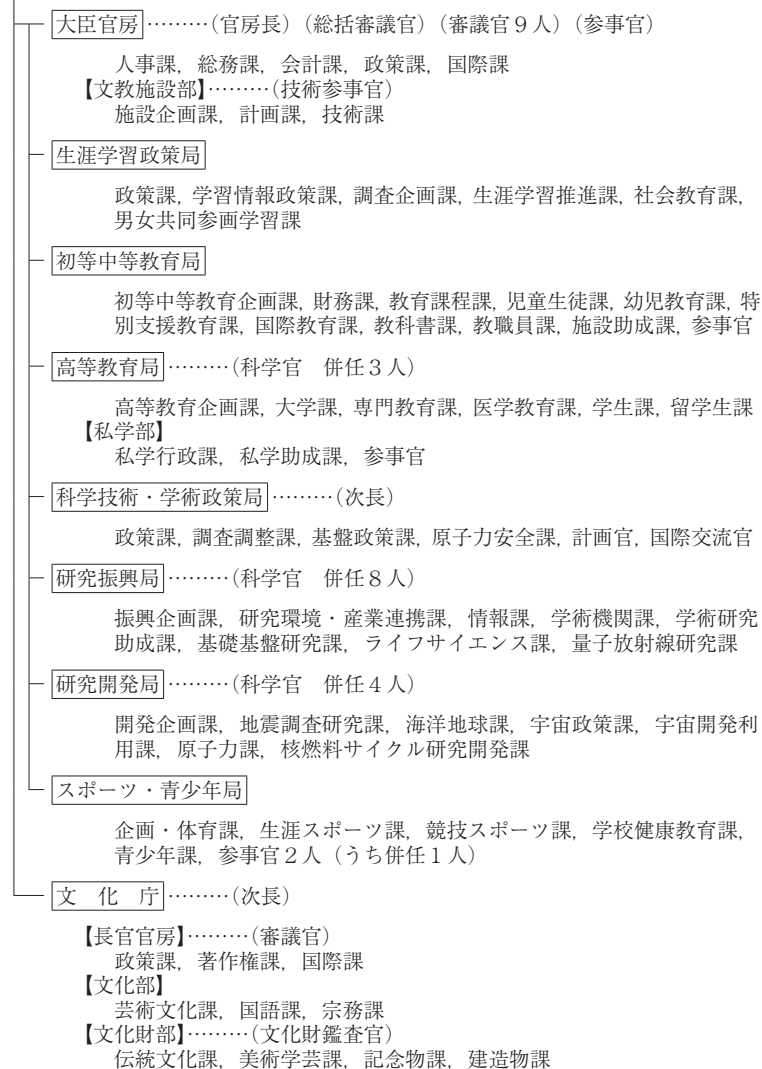 大臣官房………（官房長）（総括審議官）（審議官９人）（参事官）
人事課，総務課，会計課，政策課，国際課
【文教施設部】………（技術参事官）
施設企画課，計画課，技術課
生涯学習政策局
政策課，学習情報政策課，調査企画課，生涯学習推進課，社会教育課，
男女共同参画学習課
初等中等教育局
初等中等教育企画課，財務課，教育課程課，児童生徒課，幼児教育課，特
別支援教育課，国際教育課，教科書課，教職員課，施設助成課，参事官
高等教育局………（科学官　併任３人）
高等教育企画課，大学課，専門教育課，医学教育課，学生課，留学生課
【私学部】
私学行政課，私学助成課，参事官
科学技術・学術政策局………（次長）
政策課，調査調整課，基盤政策課，原子力安全課，計画官，国際交流官
研究振興局………（科学官　併任８人）
振興企画課，研究環境・産業連携課，情報課，学術機関課，学術研究
助成課，基礎基盤研究課，ライフサイエンス課，量子放射線研究課
研究開発局………（科学官　併任４人）
開発企画課，地震調査研究課，海洋地球課，宇宙政策課，宇宙開発利
用課，原子力課，核燃料サイクル研究開発課
スポーツ・青少年局
企画・体育課，生涯スポーツ課，競技スポーツ課，学校健康教育課，
青少年課，参事官２人（うち併任１人）
文　化　庁………（次長）
【長官官房】………（審議官）
政策課，著作権課，国際課
【文化部】
芸術文化課，国語課，宗務課
【文化財部】………（文化財鑑査官）
伝統文化課，美術学芸課，記念物課，建造物課